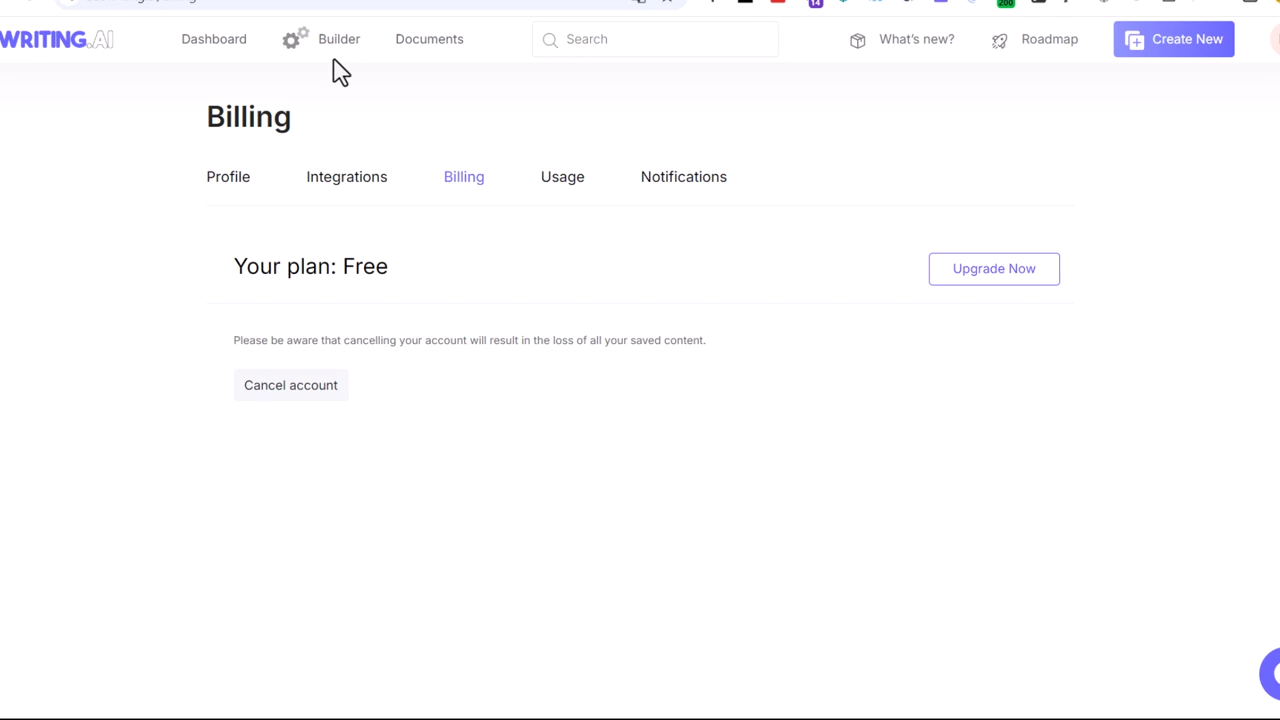 WRITING.AI
Dashboard
Builder
Documents
Search
What's new?
Roadmap
Create New
14
200
Billing
Profile
Integrations
Billing
Usage
Notifications
Your plan: Free
Upgrade Now
Please be aware that cancelling your account will result in the loss of all your saved content.
Cancel account